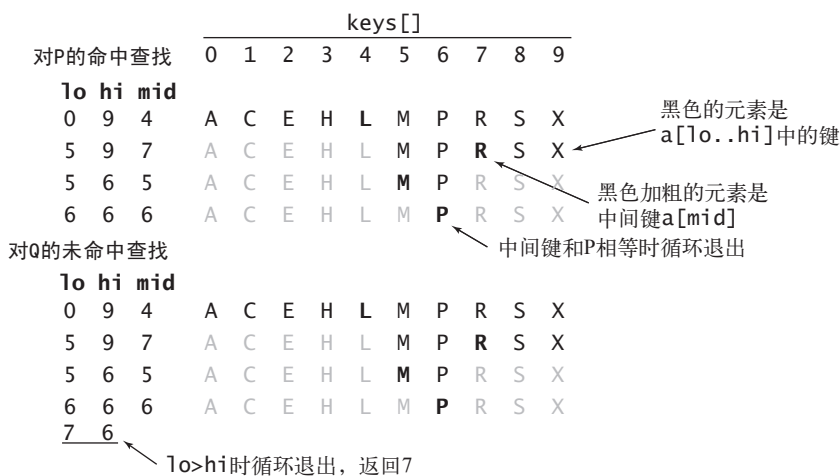 keys[]
对P的命中查找 0 1 2 3 4 5 6 7 8 9
lo hi mid
0 9 4 A C E H L M P R S X
5 9 7 A C E H L M P R S X
5 6 5 A C E H L M P R S X
6 6 6 A C E H L M P R S X
黑色的元素是
a[lo..hi]中的键
黑色加粗的元素是
中间键a[mid]
中间键和P相等时循环退出
对Q的未命中查找
lo hi mid
0 9 4 A C E H L M P R S X
5 9 7 A C E H L M P R S X
5 6 5 A C E H L M P R S X
6 6 6 A C E H L M P R S X
7 6
lo>hi时循环退出，返回7